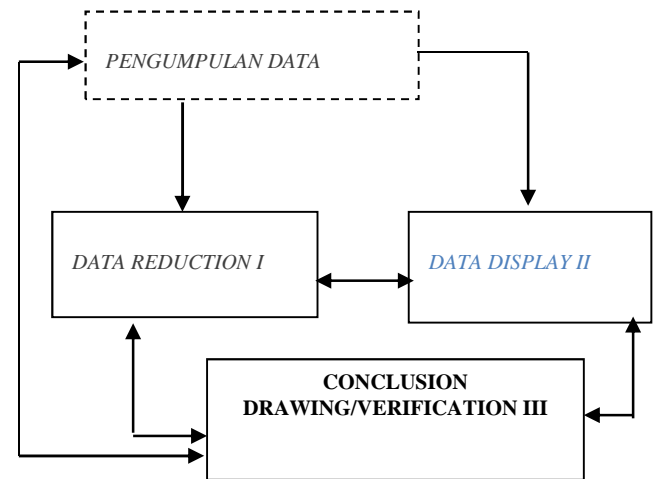 PENGUMPULAN DATA
DATA REDUCTION I
DATA DISPLAY II
CONCLUSION
DRAWING/VERIFICATION III